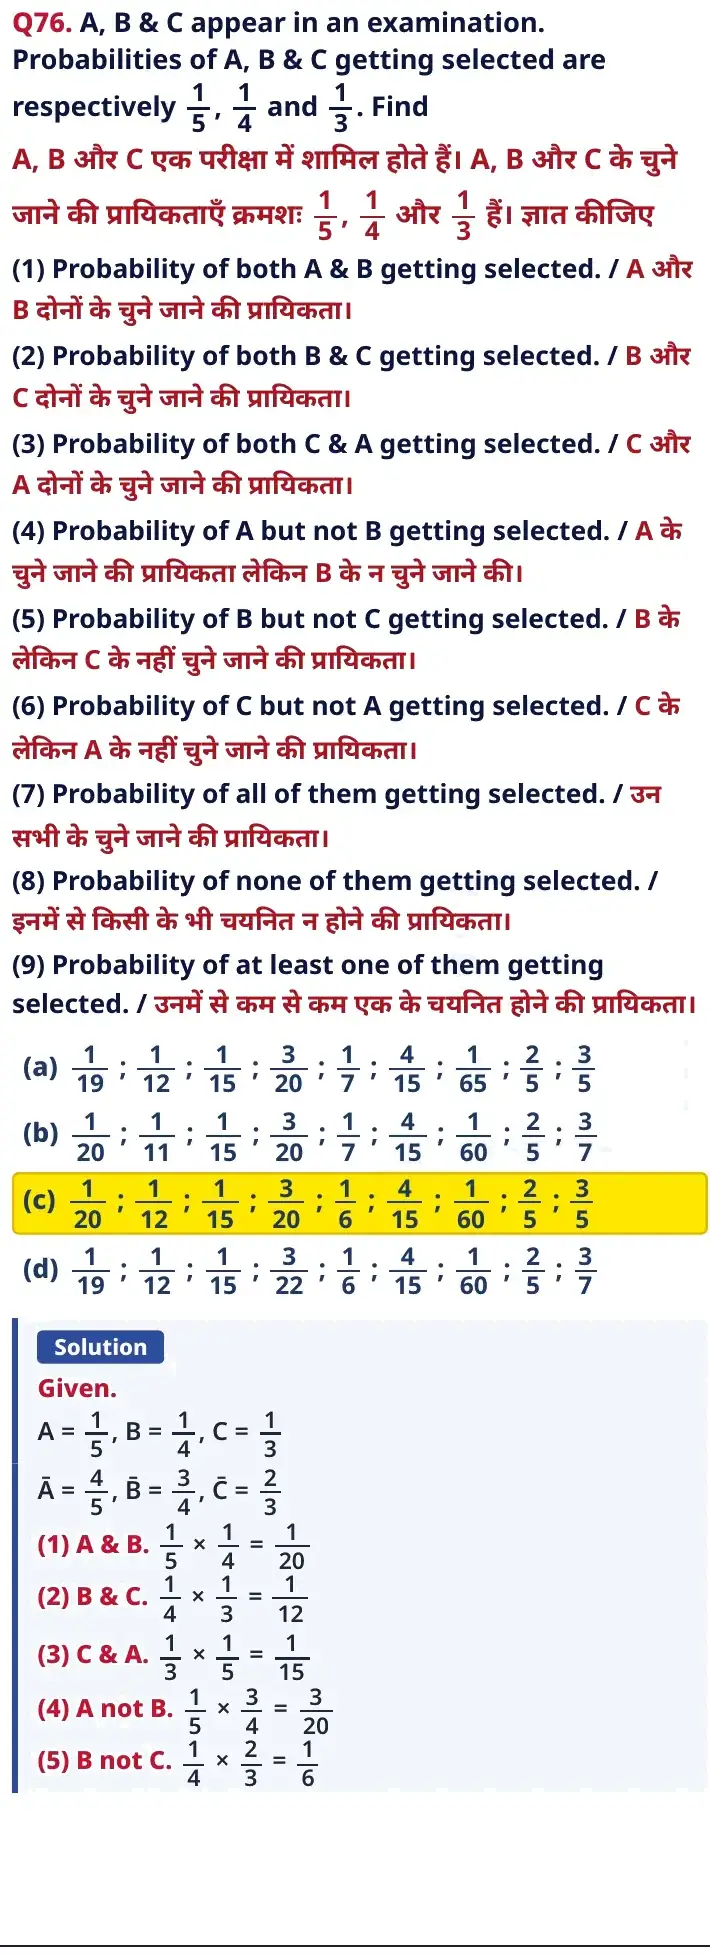 Q76. A, B & C appear in an examination.
Probabilities of A, B & C getting selected are
respectively 1/5, 1/4 and 1/3. Find
A, B और C एक परीक्षा में शामिल होते हैं। A, B और C के चुने
जाने की प्रायिकताएँ क्रमशः 1/5, 1/4 और 1/3 हैं। ज्ञात कीजिए
(1) Probability of both A & B getting selected. / A और
B दोनों के चुने जाने की प्रायिकता।
(2) Probability of both B & C getting selected. / B और
C दोनों के चुने जाने की प्रायिकता।
(3) Probability of both C & A getting selected. / C और
A दोनों के चुने जाने की प्रायिकता।
(4) Probability of A but not B getting selected. / A के
चुने जाने की प्रायिकता लेकिन B के न चुने जाने की।
(5) Probability of B but not C getting selected. / B के
लेकिन C के नहीं चुने जाने की प्रायिकता।
(6) Probability of C but not A getting selected. / C के
लेकिन A के नहीं चुने जाने की प्रायिकता।
(7) Probability of all of them getting selected. / उन
सभी के चुने जाने की प्रायिकता।
(8) Probability of none of them getting selected. /
इनमें से किसी के भी चयनित न होने की प्रायिकता।
(9) Probability of at least one of them getting
selected. / उनमें से कम से कम एक के चयनित होने की प्रायिकता।
(a) 1/19 ; 1/12 ; 1/15 ; 3/20 ; 1/7 ; 4/15 ; 1/65 ; 2/5 ; 3/5
(b) 1/20 ; 1/11 ; 1/15 ; 3/20 ; 1/7 ; 4/15 ; 1/60 ; 2/5 ; 3/7
(c) 1/20 ; 1/12 ; 1/15 ; 3/20 ; 1/6 ; 4/15 ; 1/60 ; 2/5 ; 3/5
(d) 1/19 ; 1/12 ; 1/15 ; 3/22 ; 1/6 ; 4/15 ; 1/60 ; 2/5 ; 3/7
Solution
Given.
A = 1/5, B = 1/4, C = 1/3
Ā = 4/5, B̄ = 3/4, C̄ = 2/3
(1) A & B. 1/5 × 1/4 = 1/20
(2) B & C. 1/4 × 1/3 = 1/12
(3) C & A. 1/3 × 1/5 = 1/15
(4) A not B. 1/5 × 3/4 = 3/20
(5) B not C. 1/4 × 2/3 = 1/6